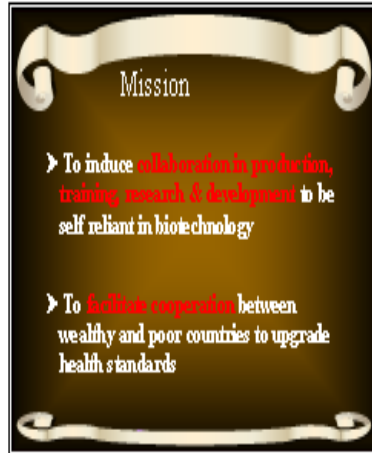 Mission
➤ To induce collaboration in production,
training, research & development to be
self reliant in biotechnology
➤ To facilitate cooperation between
wealthy and poor countries to upgrade
health standards